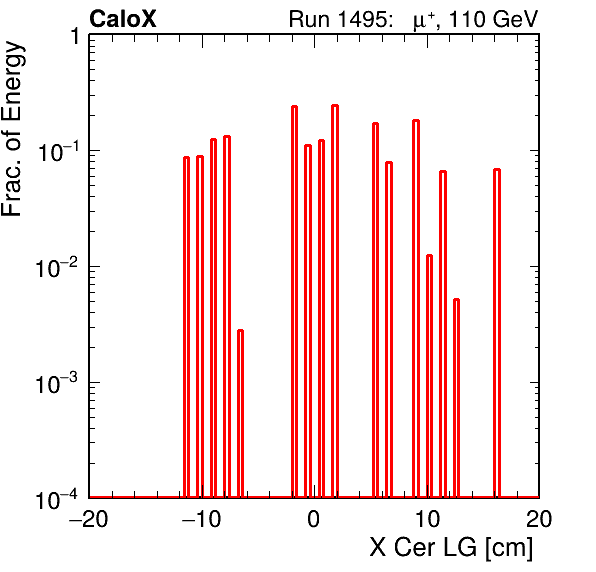 CaloX Run 1495: μ⁺, 110 GeV
Frac. of Energy
1
10⁻¹
10⁻²
10⁻³
10⁻⁴
−20 −10 0 10 20
X Cer LG [cm]